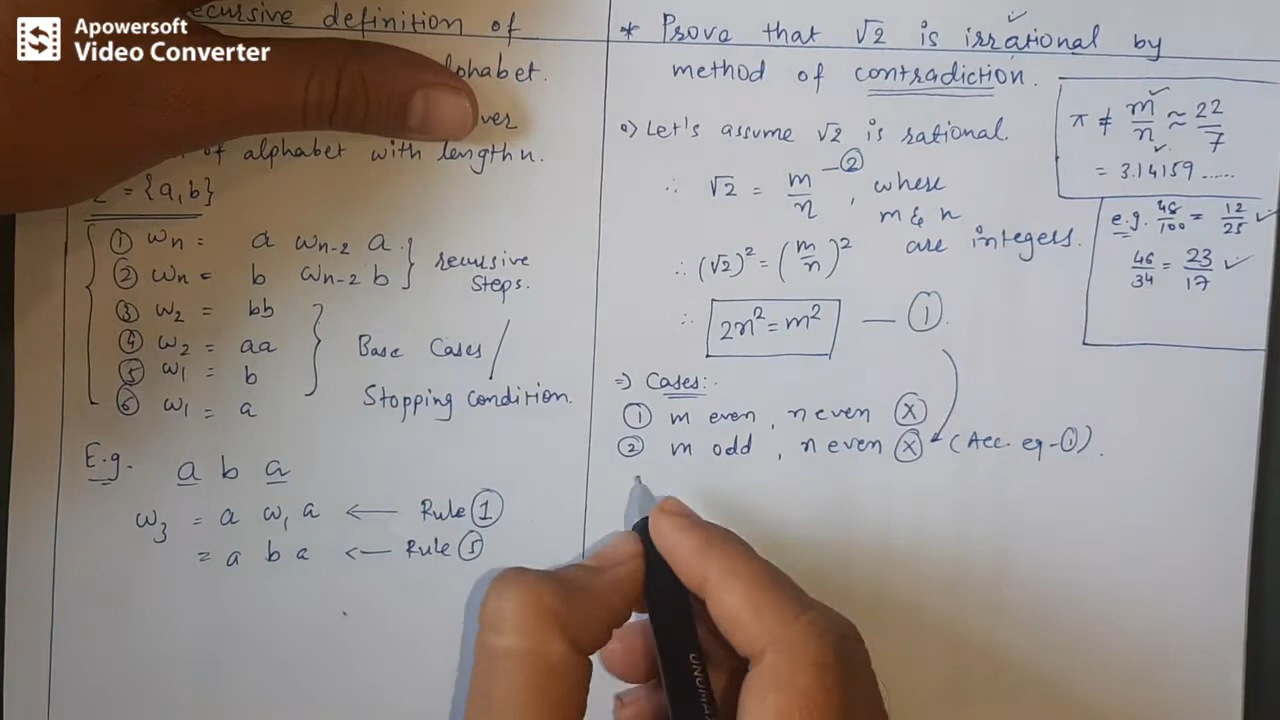 Apowersoft
Video Converter
ecursive definition of
lphabet.
ver
of alphabet with length n.
= {a,b}
① wn = a wn-2 a.
② wn = b wn-2 b
recursive
steps.
③ w2 = bb
④ w2 = aa
⑤ w1 = b
⑥ w1 = a
Base Cases/
Stopping condition.
E.g. a b a
w3 = a w1 a ← Rule ①
= a b a ← Rule ⑤
* Prove that √2 is irrational by
method of contradiction.
Let's assume √2 is rational.
∴ √2 = m/n —②, where
m & n
are integers.
∴ (√2)² = (m/n)²
∴ 2n² = m² — ①.
⇒ Cases:.
① m even, n even ⓧ
② m odd, n even ⓧ ← (Acc. eq-①).
π ≠ m/n ≈ 22/7
= 3.14159......
e.g. 48/100 = 12/25 ✓
46/34 = 23/17 ✓
UNOMA